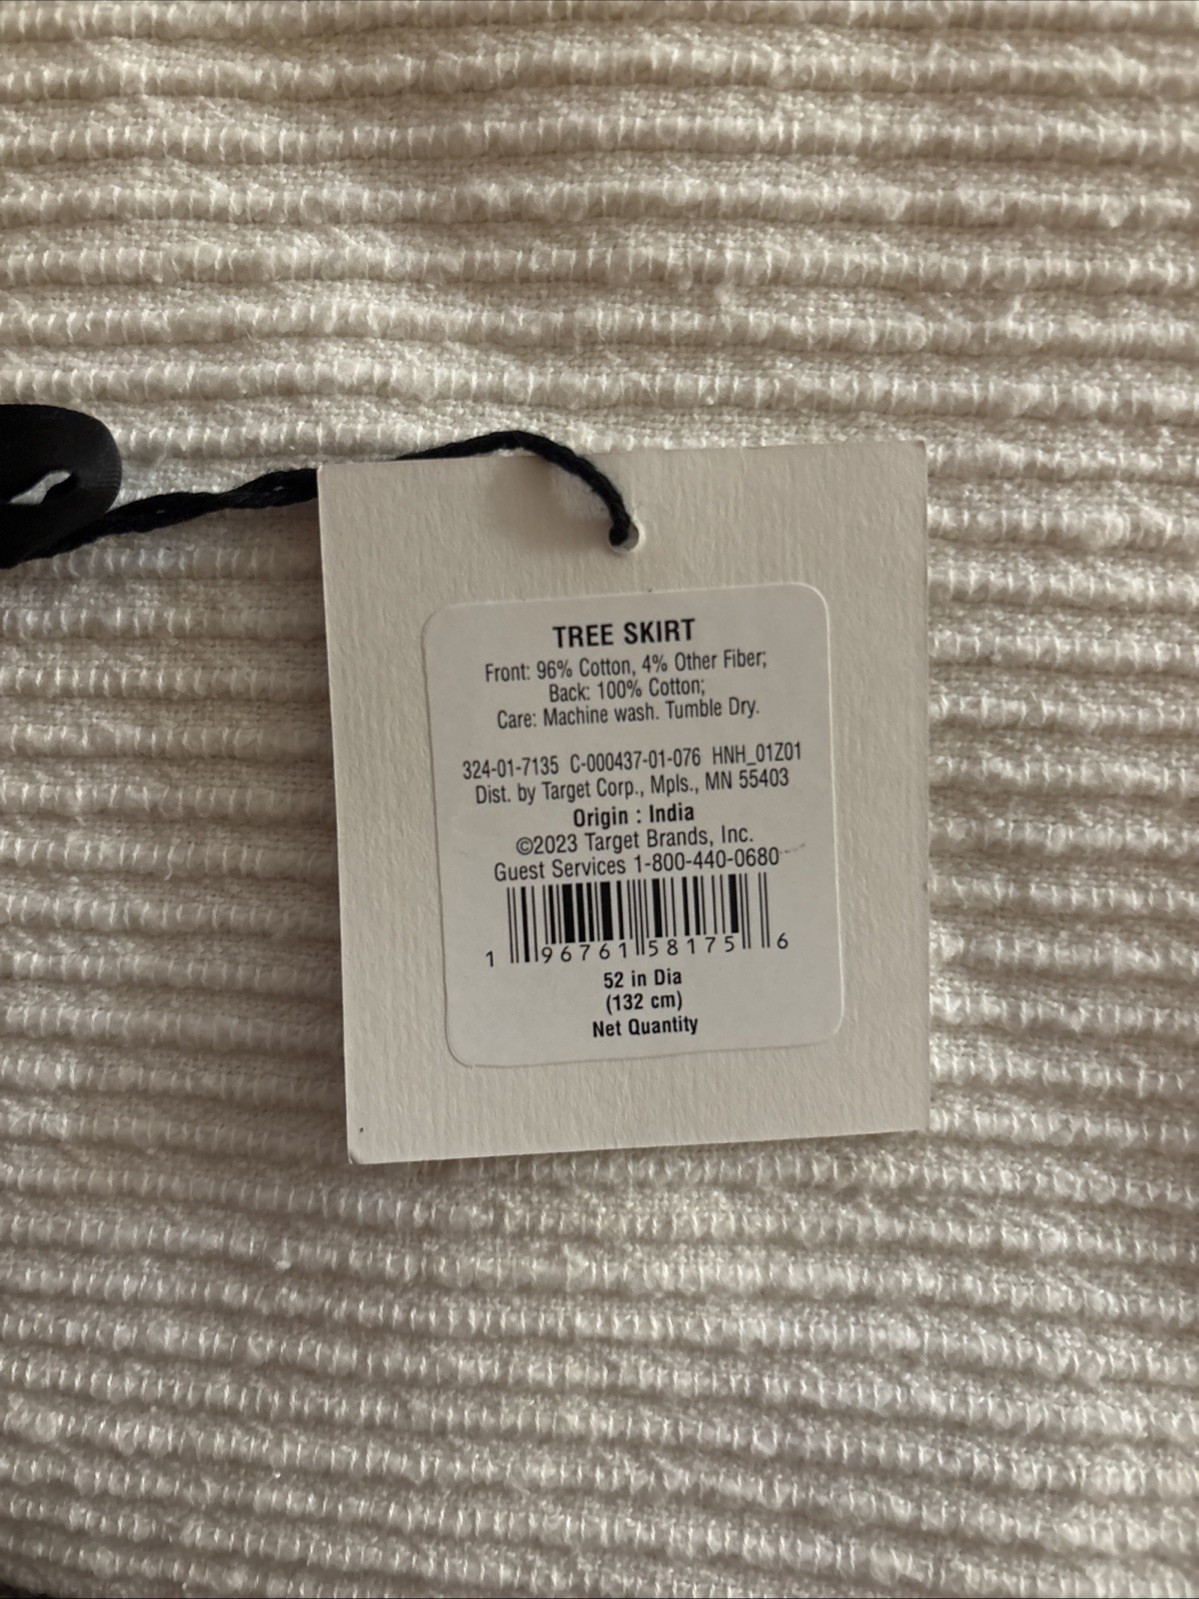 TREE SKIRT
Front: 96% Cotton, 4% Other Fiber;
Back: 100% Cotton;
Care: Machine wash. Tumble Dry.
324-01-7135 C-000437-01-076 HNH_01Z01
Dist. by Target Corp., Mpls., MN 55403
Origin : India
©2023 Target Brands, Inc.
Guest Services 1-800-440-0680
1 96761 58175 6
52 in Dia
(132 cm)
Net Quantity